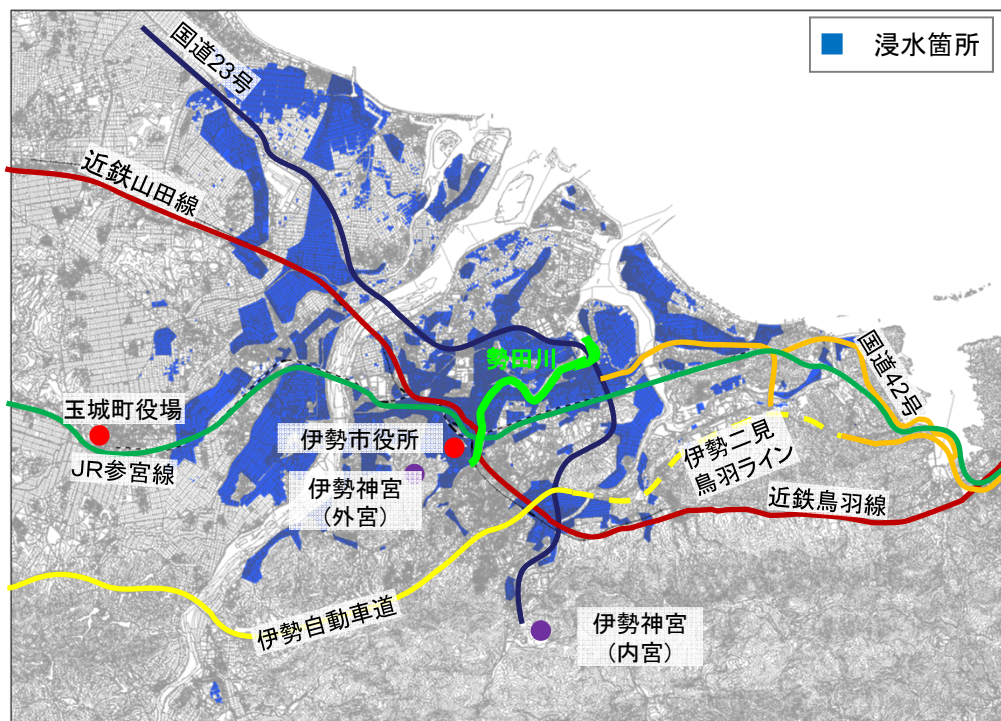 国道23号
浸水箇所
近鉄山田線
勢田川
国道42号
玉城町役場
伊勢市役所
JR参宮線
伊勢二見
鳥羽ライン
伊勢神宮
（外宮）
近鉄鳥羽線
伊勢自動車道
伊勢神宮
（内宮）